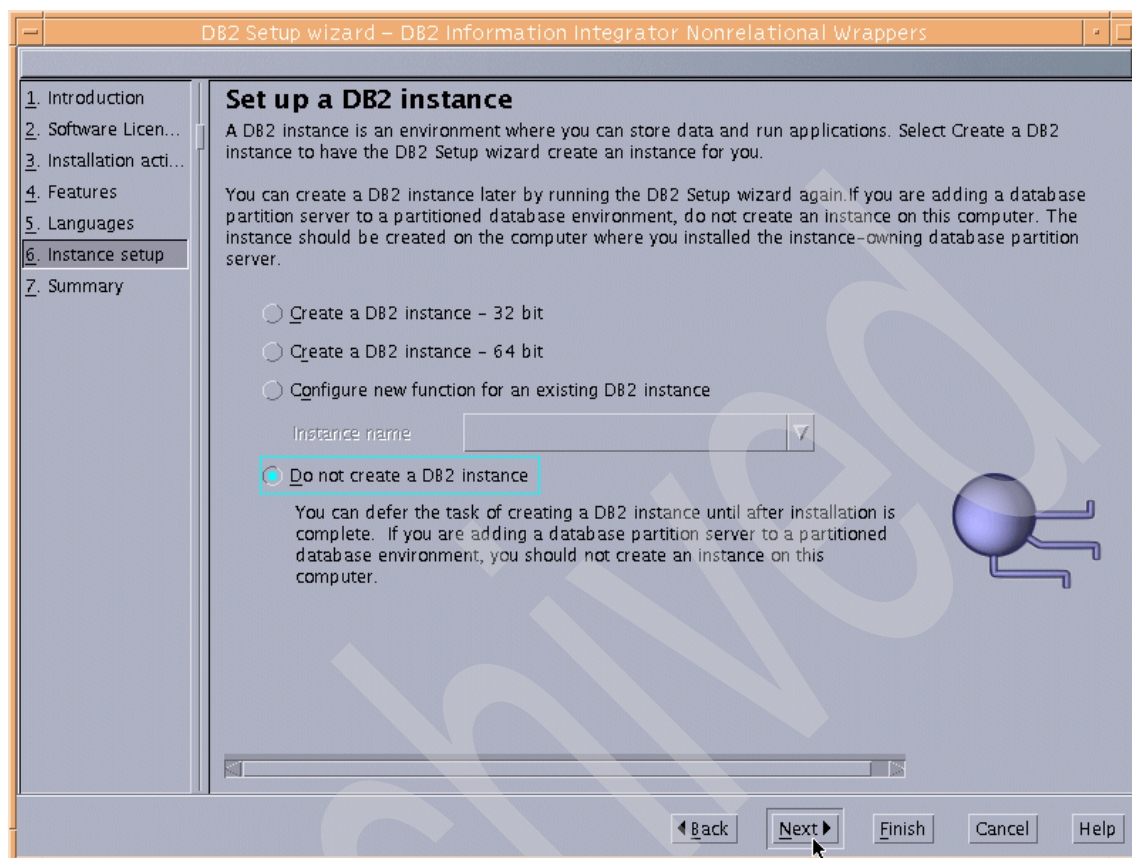 DB2 Setup wizard – DB2 Information Integrator Nonrelational Wrappers
1. Introduction
2. Software Licen...
3. Installation acti...
4. Features
5. Languages
6. Instance setup
7. Summary
Set up a DB2 instance
A DB2 instance is an environment where you can store data and run applications. Select Create a DB2
instance to have the DB2 Setup wizard create an instance for you.
You can create a DB2 instance later by running the DB2 Setup wizard again.If you are adding a database
partition server to a partitioned database environment, do not create an instance on this computer. The
instance should be created on the computer where you installed the instance-owning database partition
server.
Create a DB2 instance – 32 bit
Create a DB2 instance – 64 bit
Configure new function for an existing DB2 instance
Instance name
Do not create a DB2 instance
You can defer the task of creating a DB2 instance until after installation is
complete. If you are adding a database partition server to a partitioned
database environment, you should not create an instance on this
computer.
Back Next Finish Cancel Help
hived